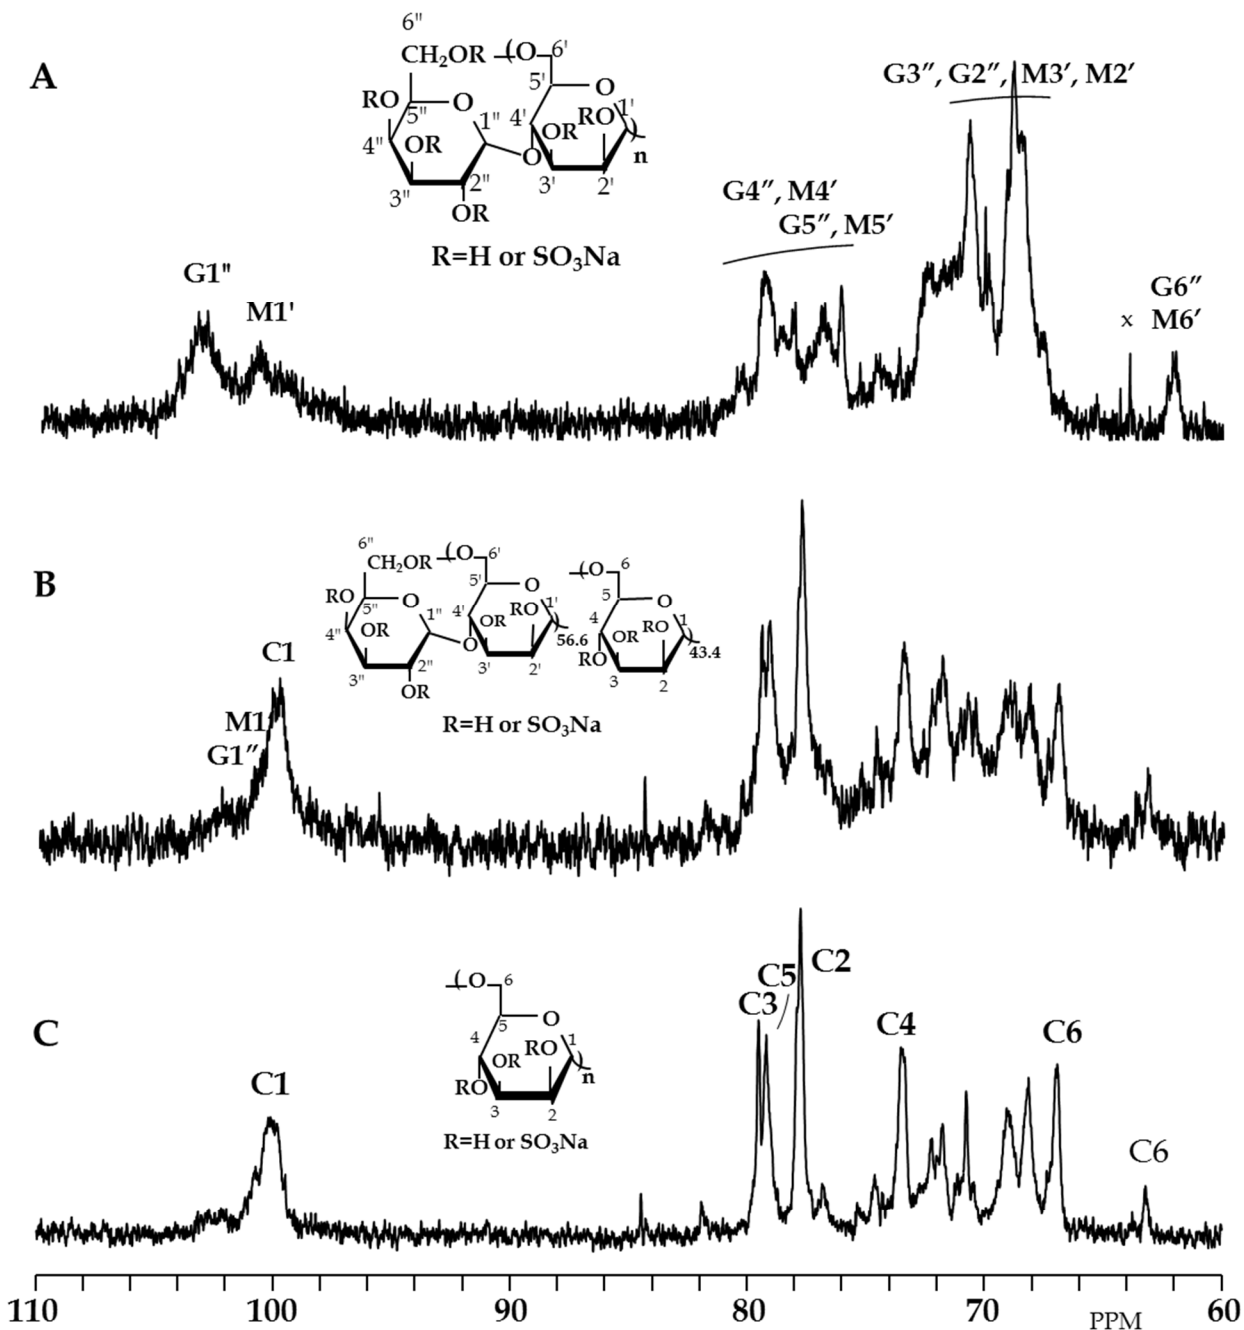 A
6"
CH2OR
(O
6'
5'
O
RO
5"
O
1"
4'
RO
1'
OR
4"
OR
O
n
3"
2"
3'
2'
OR
R=H or SO3Na
G1"
M1'
G4″, M4′
G5″, M5′
G3″, G2″, M3′, M2′
x
G6″
M6′
B
6"
CH2OR
(O
6'
(O
6
5'
O
5
O
RO
5"
O
1"
4'
RO
1'
4
RO
1
OR
OR
56.6
OR
43.4
4"
O
RO
3"
2"
3'
2'
3
2
OR
R=H or SO3Na
C1
M1
G1″
C
(O
6
5
O
4
RO
1
OR
n
RO
3
2
R=H or SO3Na
C1
C3
C5
C2
C4
C6
C6
110
100
90
80
70
60
PPM